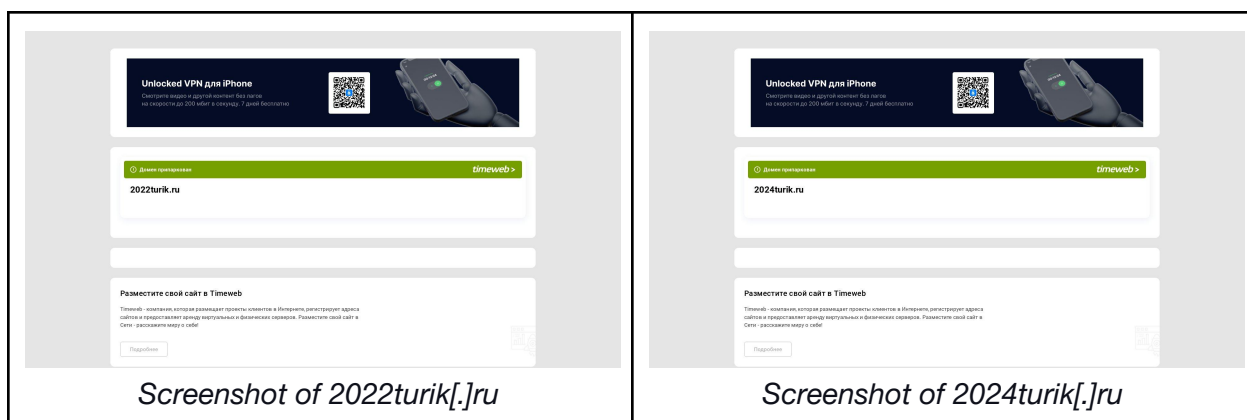 Unlocked VPN для iPhone
Смотрите видео и другой контент без лагов
на скорости до 200 мбит в секунду. 7 дней бесплатно
Домен припаркован
timeweb >
2022turik.ru
Разместите свой сайт в Timeweb
Timeweb - компания, которая размещает проекты клиентов в Интернете, регистрирует адреса
сайтов и предоставляет аренду виртуальных и физических серверов. Разместите свой сайт в
Сети - расскажите миру о себе!
Подробнее
Screenshot of 2022turik[.]ru
Unlocked VPN для iPhone
Смотрите видео и другой контент без лагов
на скорости до 200 мбит в секунду. 7 дней бесплатно
Домен припаркован
timeweb >
2024turik.ru
Разместите свой сайт в Timeweb
Timeweb - компания, которая размещает проекты клиентов в Интернете, регистрирует адреса
сайтов и предоставляет аренду виртуальных и физических серверов. Разместите свой сайт в
Сети - расскажите миру о себе!
Подробнее
Screenshot of 2024turik[.]ru